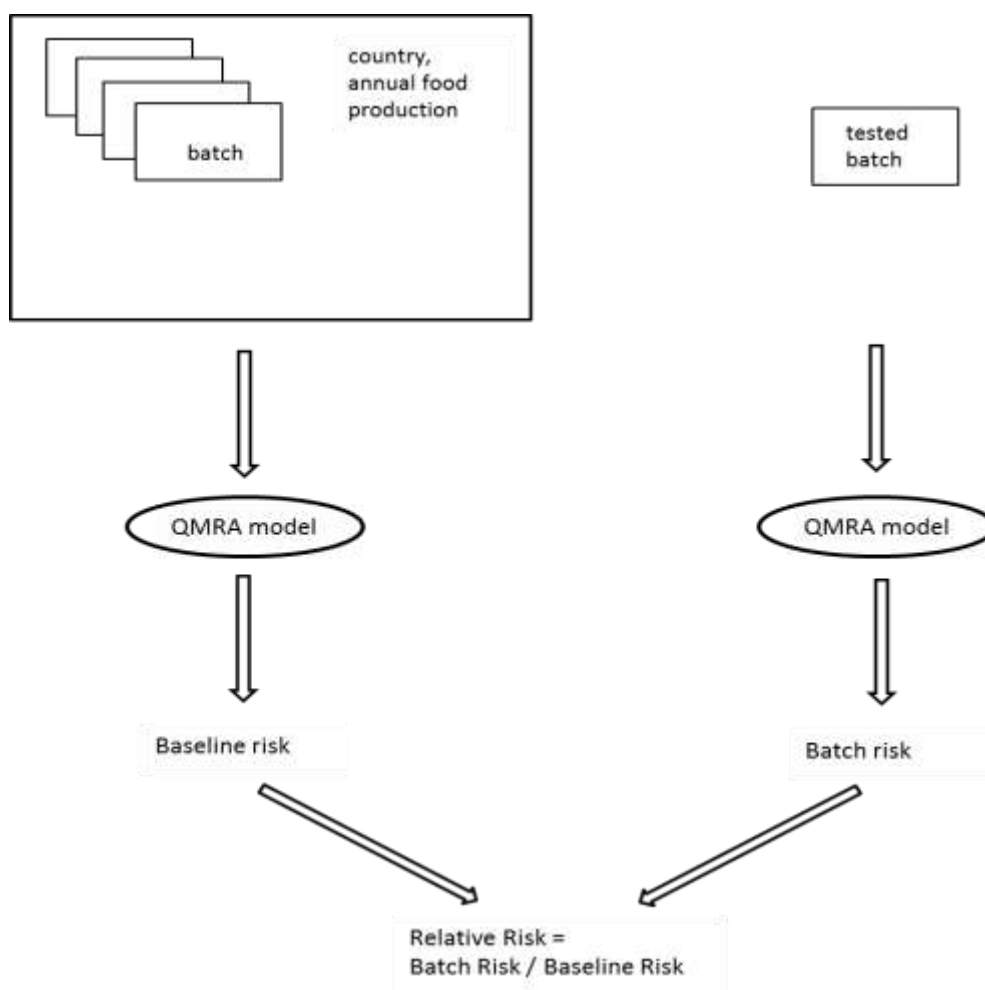 country,
annual food
production
batch
tested
batch
QMRA model
QMRA model
Baseline risk
Batch risk
Relative Risk =
Batch Risk / Baseline Risk